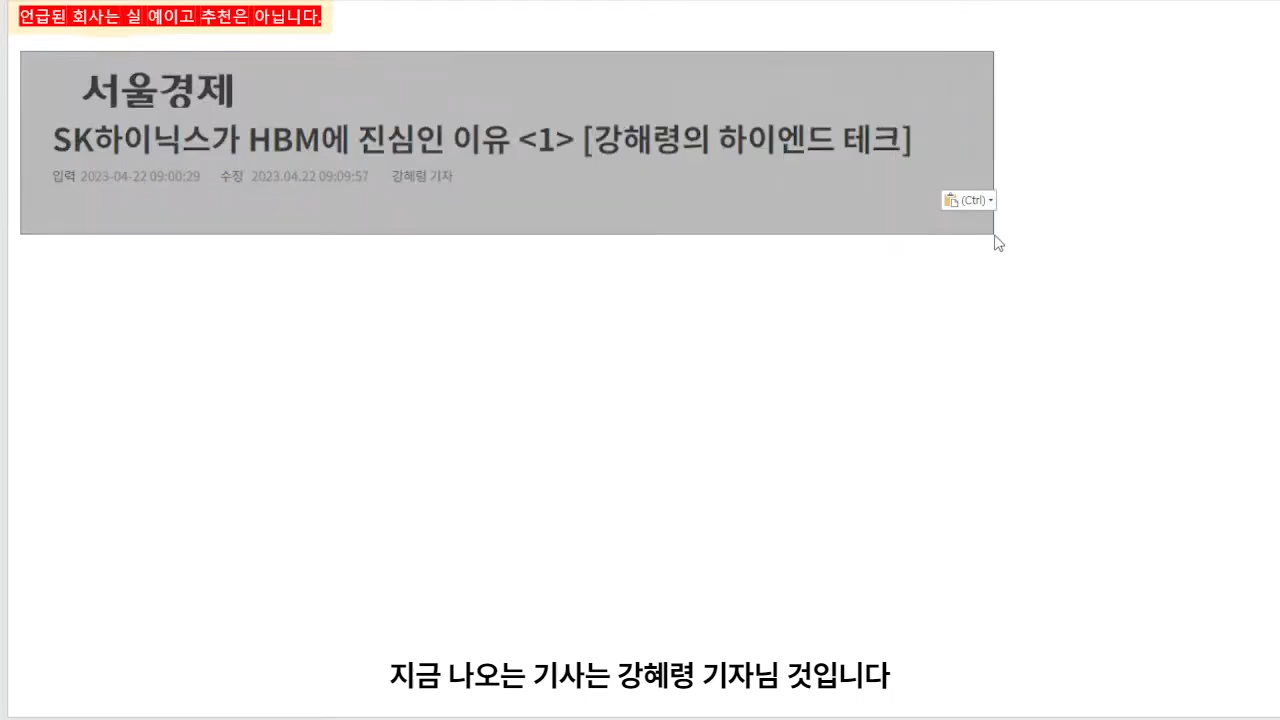 언급된 회사는 실 예이고 추천은 아닙니다.
서울경제
SK하이닉스가 HBM에 진심인 이유 <1> [강해령의 하이엔드 테크]
입력 2023-04-22 09:00:29 수정 2023.04.22 09:09:57 강해령 기자
(Ctrl)
지금 나오는 기사는 강혜령 기자님 것입니다